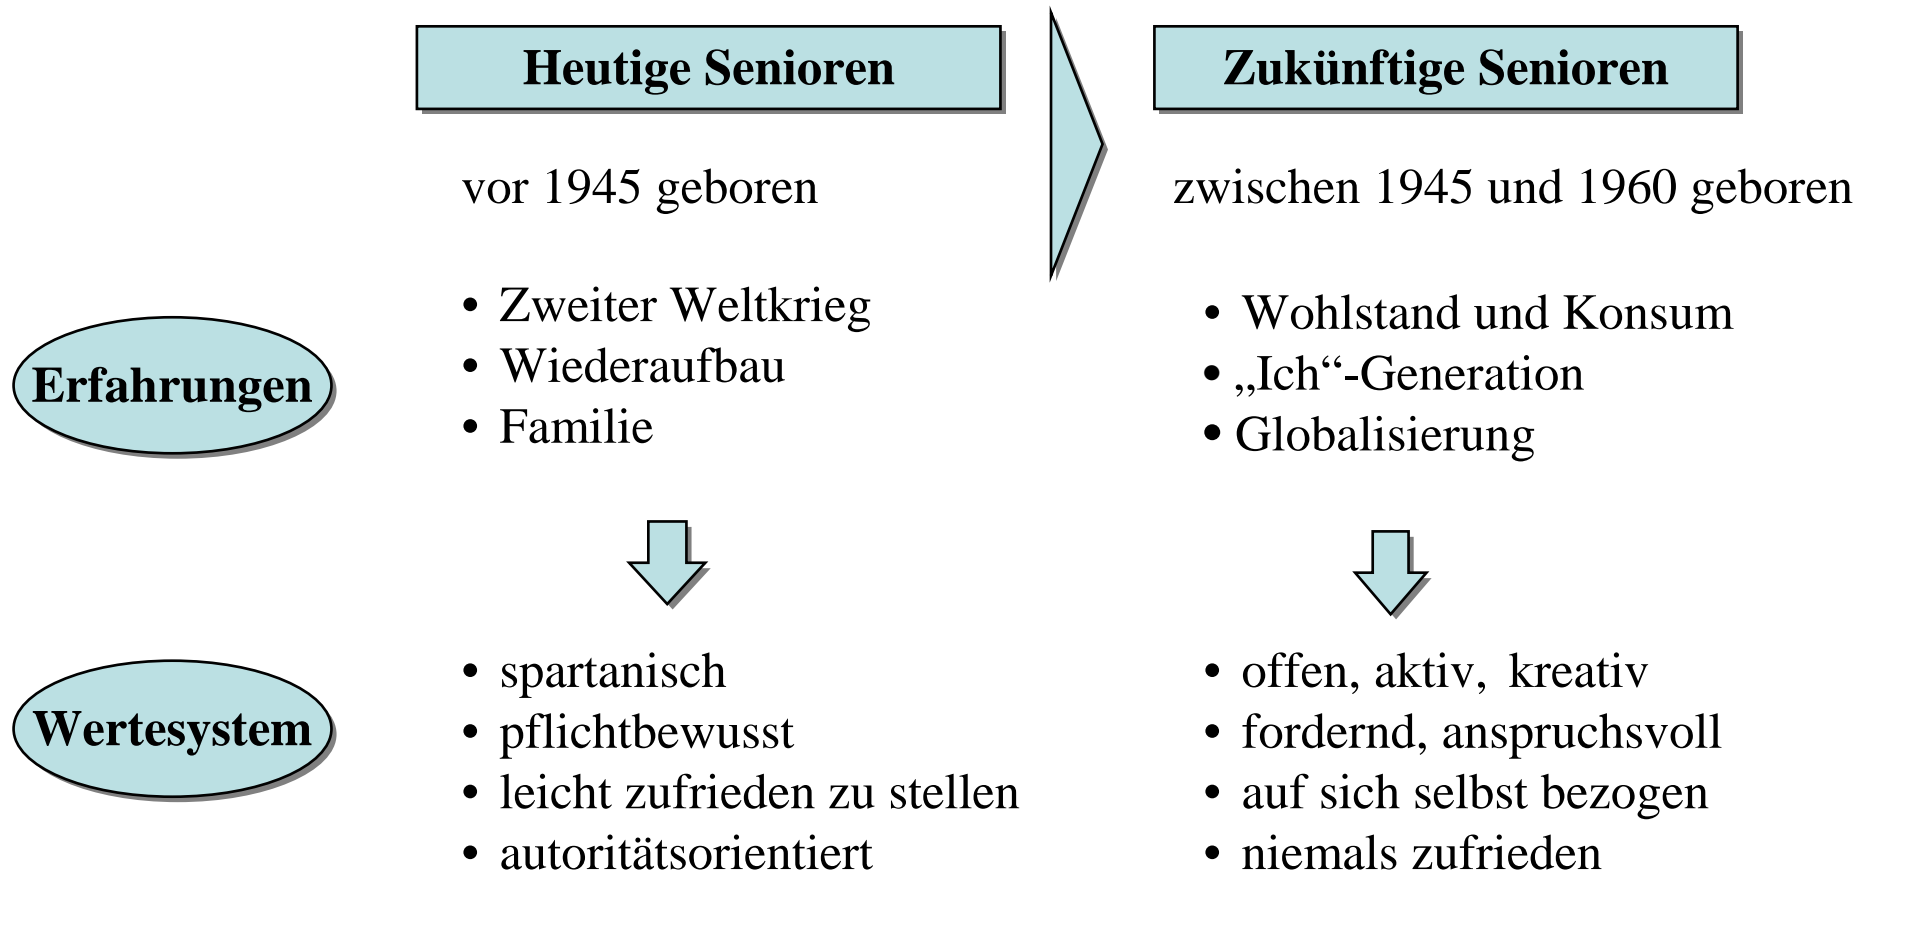 Heutige Senioren
Zukünftige Senioren
vor 1945 geboren
zwischen 1945 und 1960 geboren
Erfahrungen
• Zweiter Weltkrieg
• Wiederaufbau
• Familie
• Wohlstand und Konsum
• „Ich“-Generation
• Globalisierung
Wertesystem
• spartanisch
• pflichtbewusst
• leicht zufrieden zu stellen
• autoritätsorientiert
• offen, aktiv, kreativ
• fordernd, anspruchsvoll
• auf sich selbst bezogen
• niemals zufrieden